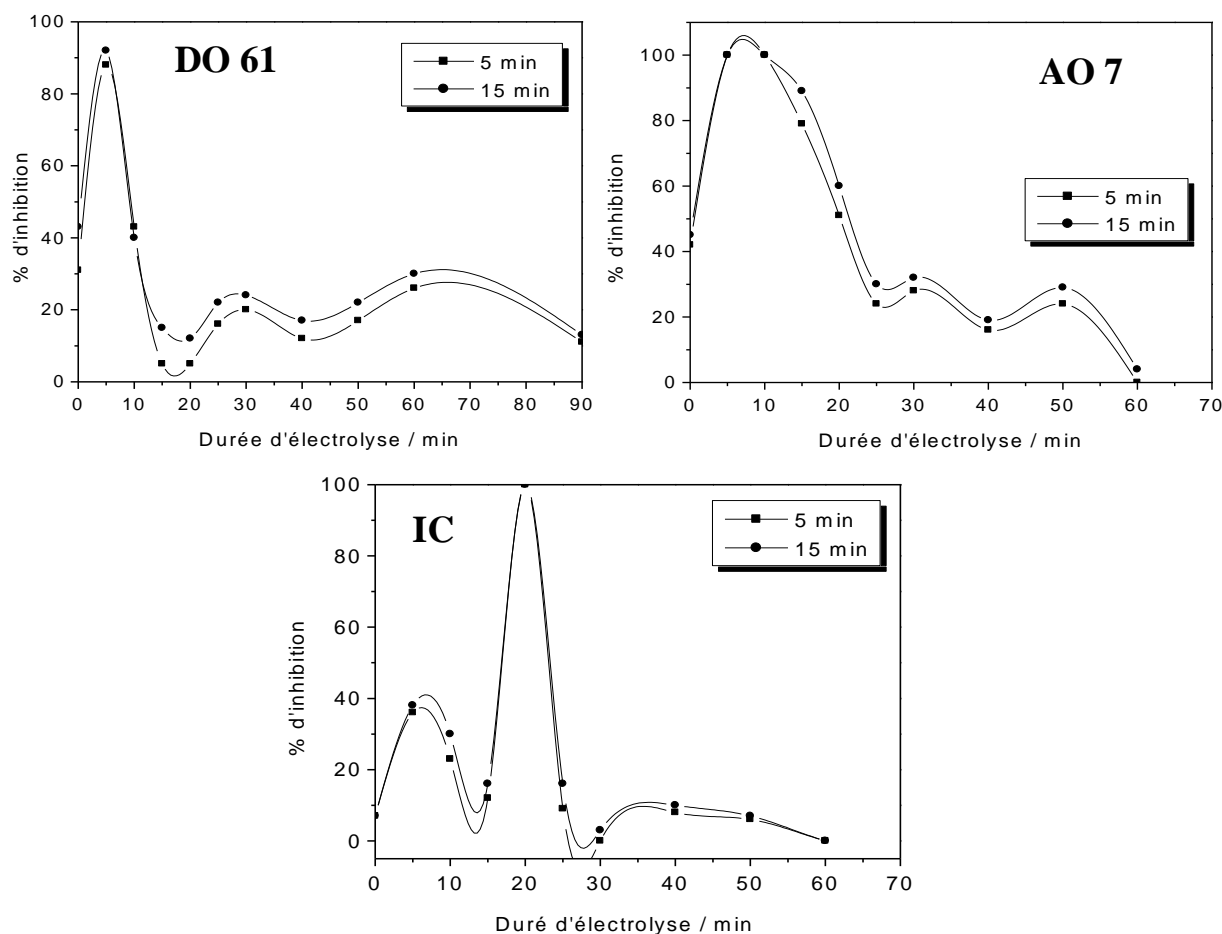 DO 61
5 min
15 min
100
80
60
40
20
0
% d'inhibition
0 10 20 30 40 50 60 70 80 90
Durée d'électrolyse / min
AO 7
5 min
15 min
100
80
60
40
20
0
% d'inhibition
0 10 20 30 40 50 60 70
Durée d'électrolyse / min
IC
5 min
15 min
100
80
60
40
20
0
% d'inhibition
0 10 20 30 40 50 60 70
Duré d'électrolyse / min